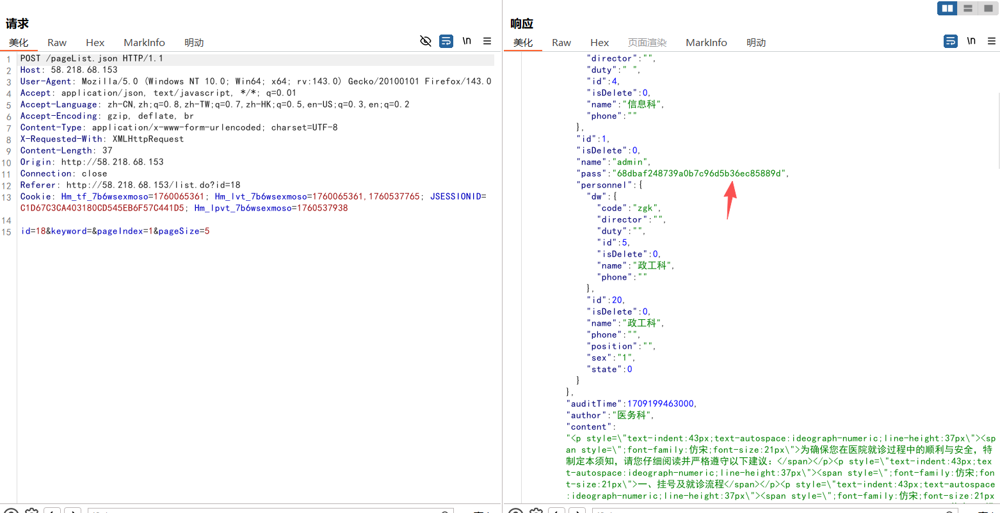 请求
美化 Raw Hex MarkInfo 明动 \n
1 POST /pageList.json HTTP/1.1
2 Host: 58.218.68.153
3 User-Agent: Mozilla/5.0 (Windows NT 10.0; Win64; x64; rv:143.0) Gecko/20100101 Firefox/143.0
4 Accept: application/json, text/javascript, */*; q=0.01
5 Accept-Language: zh-CN,zh;q=0.8,zh-TW;q=0.7,zh-HK;q=0.5,en-US;q=0.3,en;q=0.2
6 Accept-Encoding: gzip, deflate, br
7 Content-Type: application/x-www-form-urlencoded; charset=UTF-8
8 X-Requested-With: XMLHttpRequest
9 Content-Length: 37
10 Origin: http://58.218.68.153
11 Connection: close
12 Referer: http://58.218.68.153/list.do?id=18
13 Cookie: Hm_tf_7b6wsexmoso=1760065361; Hm_lvt_7b6wsexmoso=1760065361,1760537765; JSESSIONID=
C1D67C3CA403180CD545EB6F57C441D5; Hm_lpvt_7b6wsexmoso=1760537938
14
15 id=18&keyword=&pageIndex=1&pageSize=5
响应
美化 Raw Hex 页面渲染 MarkInfo 明动 \n
"director":"",
"duty":" ",
"id":4,
"isDelete":0,
"name":"信息科",
"phone":""
},
"id":1,
"isDelete":0,
"name":"admin",
"pass":"68dbaf248739a0b7c96d5b36ec85889d",
"personnel":{
"dw":{
"code":"zgk",
"director":"",
"duty":"",
"id":5,
"isDelete":0,
"name":"政工科",
"phone":""
},
"id":20,
"isDelete":0,
"name":"政工科",
"phone":"",
"position":"",
"sex":"1",
"state":0
}
},
"auditTime":1709199463000,
"author":"医务科",
"content":
"<p style=\"text-indent:43px;text-autospace:ideograph-numeric;line-height:37px\"><sp
an style=\";font-family:仿宋;font-size:21px\">为确保您在医院就诊过程中的顺利与安全，特
制定本须知，请您仔细阅读并严格遵守以下建议：</span></p><p style=\"text-indent:43px;tex
t-autospace:ideograph-numeric;line-height:37px\"><span style=\";font-family:仿宋;fon
t-size:21px\">一、挂号及就诊流程</span></p><p style=\"text-indent:43px;text-autospace
:ideograph-numeric;line-height:37px\"><span style=\";font-family:仿宋;font-size:21px